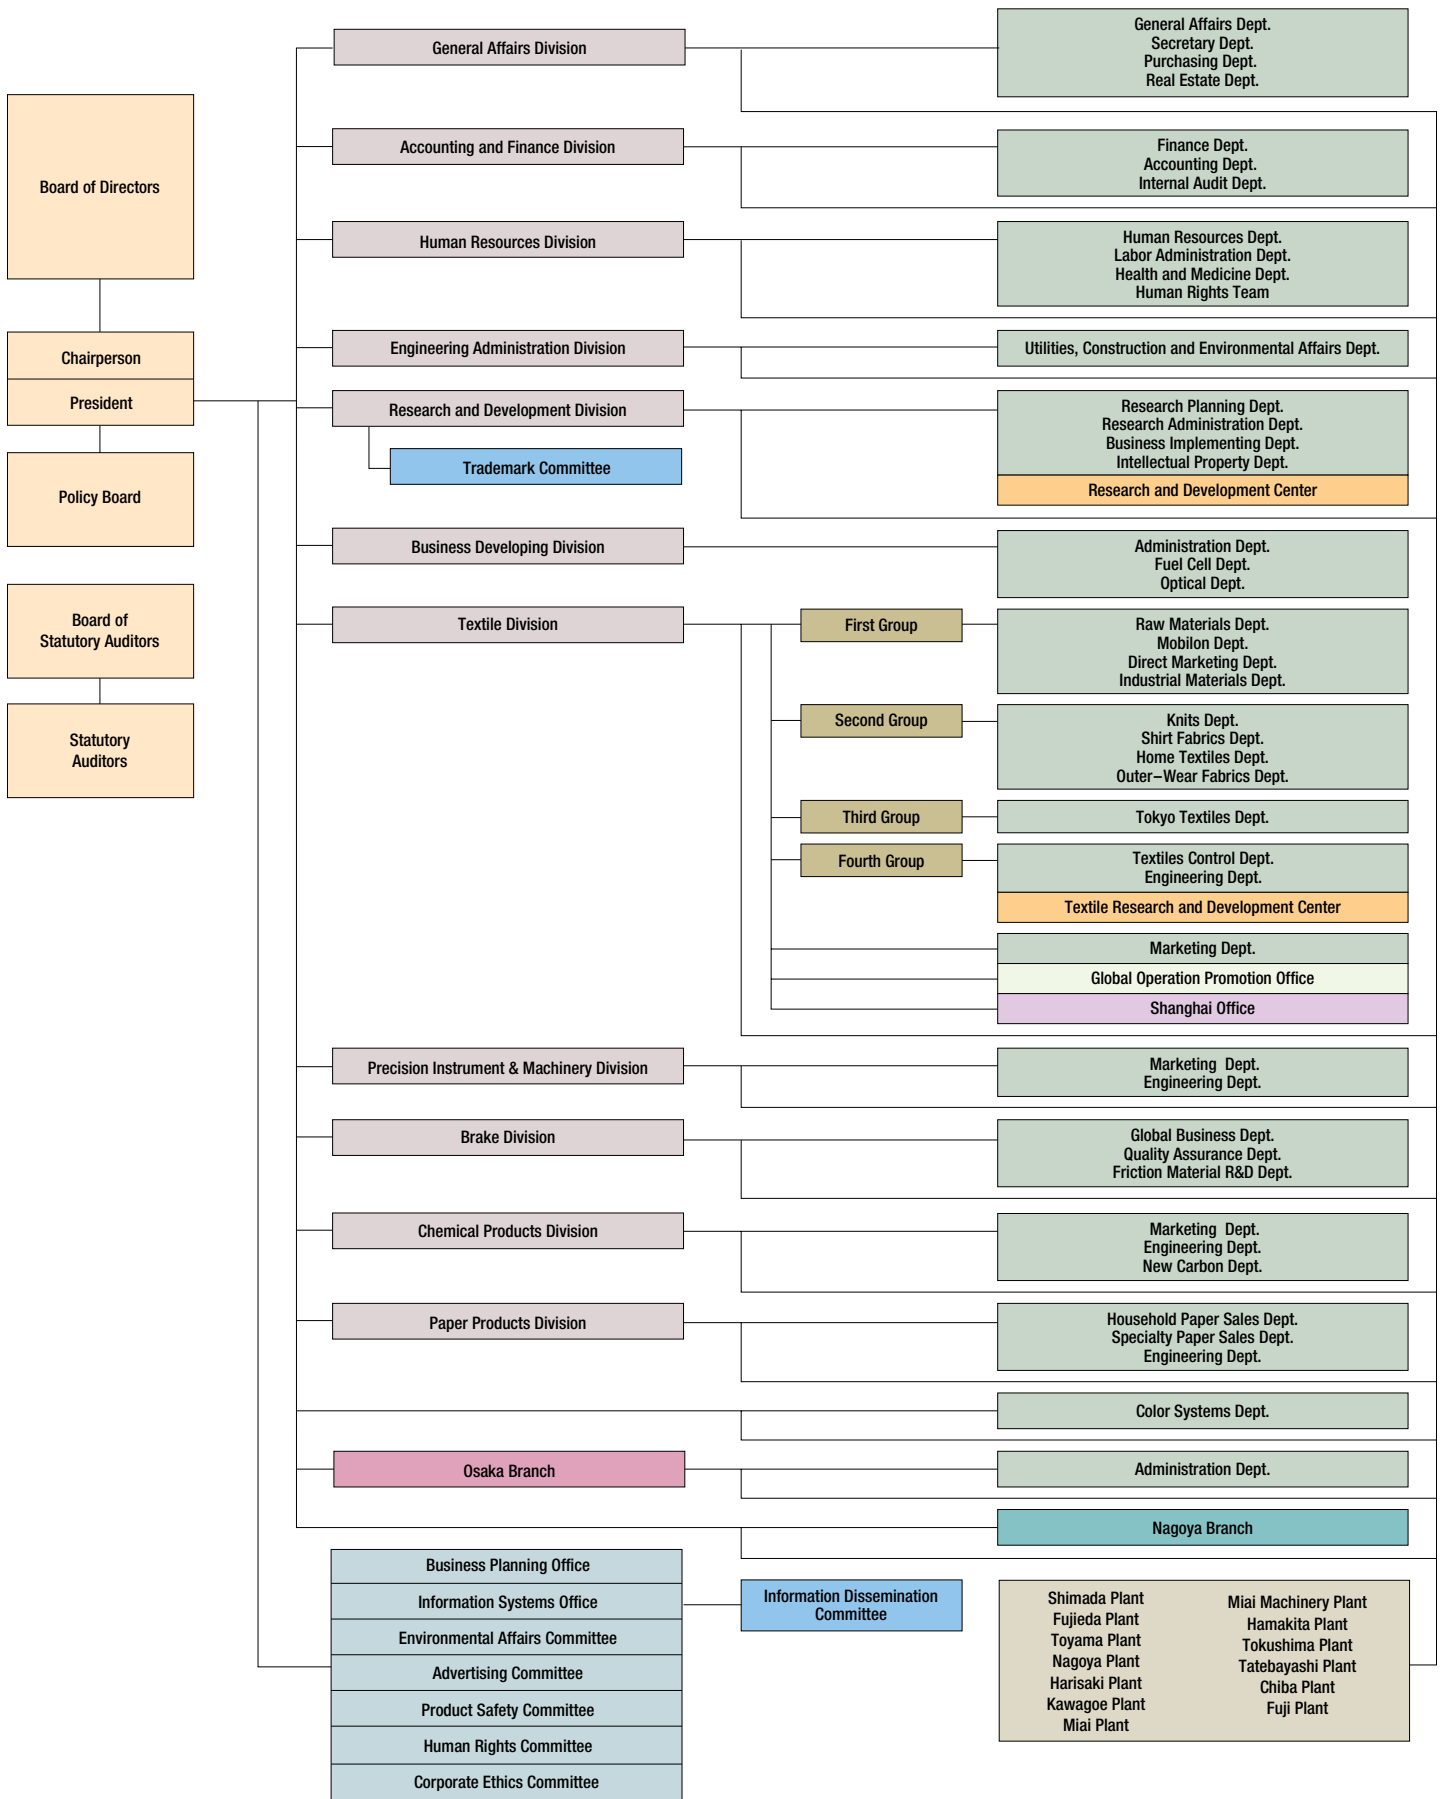 Board of Directors
Chairperson
President
Policy Board
Board of
Statutory Auditors
Statutory
Auditors
General Affairs Division
General Affairs Dept.
Secretary Dept.
Purchasing Dept.
Real Estate Dept.
Accounting and Finance Division
Finance Dept.
Accounting Dept.
Internal Audit Dept.
Human Resources Division
Human Resources Dept.
Labor Administration Dept.
Health and Medicine Dept.
Human Rights Team
Engineering Administration Division
Utilities, Construction and Environmental Affairs Dept.
Research and Development Division
Trademark Committee
Research Planning Dept.
Research Administration Dept.
Business Implementing Dept.
Intellectual Property Dept.
Research and Development Center
Business Developing Division
Administration Dept.
Fuel Cell Dept.
Optical Dept.
Textile Division
First Group
Raw Materials Dept.
Mobilon Dept.
Direct Marketing Dept.
Industrial Materials Dept.
Second Group
Knits Dept.
Shirt Fabrics Dept.
Home Textiles Dept.
Outer–Wear Fabrics Dept.
Third Group
Tokyo Textiles Dept.
Fourth Group
Textiles Control Dept.
Engineering Dept.
Textile Research and Development Center
Marketing Dept.
Global Operation Promotion Office
Shanghai Office
Precision Instrument & Machinery Division
Marketing Dept.
Engineering Dept.
Brake Division
Global Business Dept.
Quality Assurance Dept.
Friction Material R&D Dept.
Chemical Products Division
Marketing Dept.
Engineering Dept.
New Carbon Dept.
Paper Products Division
Household Paper Sales Dept.
Specialty Paper Sales Dept.
Engineering Dept.
Color Systems Dept.
Osaka Branch
Administration Dept.
Nagoya Branch
Business Planning Office
Information Systems Office
Environmental Affairs Committee
Advertising Committee
Product Safety Committee
Human Rights Committee
Corporate Ethics Committee
Information Dissemination
Committee
Shimada Plant
Fujieda Plant
Toyama Plant
Nagoya Plant
Harisaki Plant
Kawagoe Plant
Miai Plant
Miai Machinery Plant
Hamakita Plant
Tokushima Plant
Tatebayashi Plant
Chiba Plant
Fuji Plant